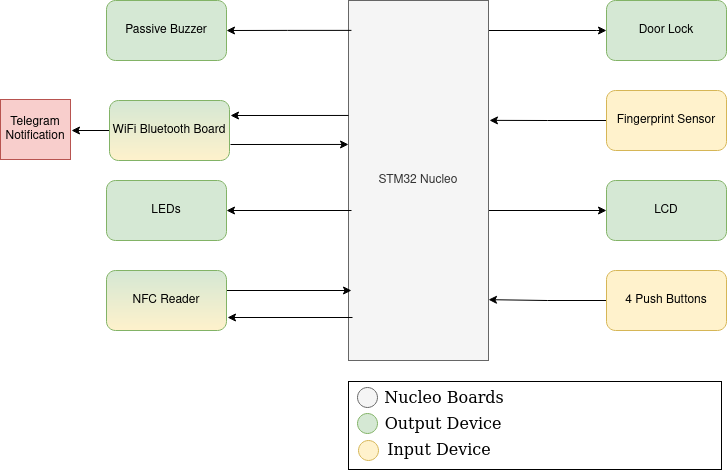 Passive Buzzer
Door Lock
Telegram
Notification
WiFi Bluetooth Board
Fingerprint Sensor
STM32 Nucleo
LEDs
LCD
NFC Reader
4 Push Buttons
Nucleo Boards
Output Device
Input Device